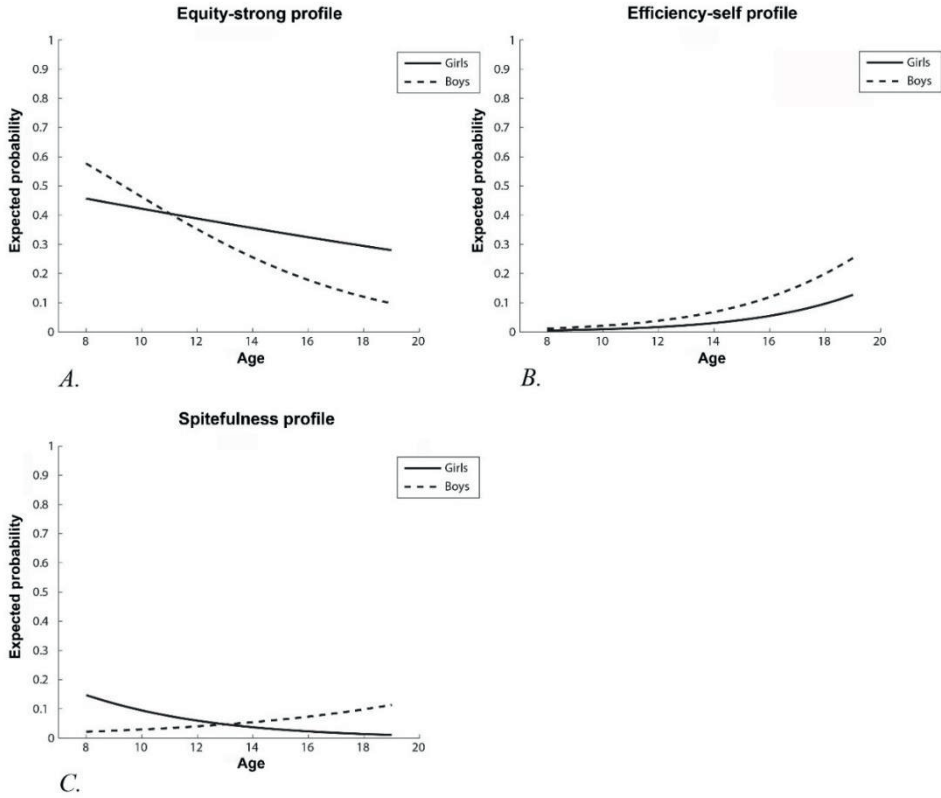 Equity-strong profile
Expected probability
1
0.9
0.8
0.7
0.6
0.5
0.4
0.3
0.2
0.1
0
Girls
Boys
8 10 12 14 16 18 20
Age
A.
Efficiency-self profile
Expected probability
1
0.9
0.8
0.7
0.6
0.5
0.4
0.3
0.2
0.1
0
Girls
Boys
8 10 12 14 16 18 20
Age
B.
Spitefulness profile
Expected probability
1
0.9
0.8
0.7
0.6
0.5
0.4
0.3
0.2
0.1
0
Girls
Boys
8 10 12 14 16 18 20
Age
C.